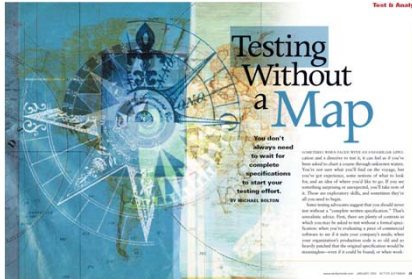 Test & Analy
Testing
Without
a Map
You don't
always need
to wait for
complete
specifications
to start your
testing effort.
BY MICHAEL BOLTON
SOMETIMES WHEN FACED WITH AN UNFAMILIAR APPLI-
cation and a directive to test it, it can feel as if you've
been asked to chart a course through unknown waters.
You're not sure what you'll find on the voyage, but
you've got experience, some notions of what to look
for, and an idea of where you'd like to go. If you see
something surprising or unexpected, you'll take note of
it. Those are exploratory skills, and sometimes they're
all you need to begin.
Some testing advocates suggest that you should never
test without a "complete written specification." That's
unrealistic advice. First, there are plenty of contexts in
which you may be asked to test without a formal speci-
fication: when you're evaluating a piece of commercial
software to see if it suits your company's needs; when
your organization's production code is so old and so
heavily patched that the original specification would be
meaningless—even if it could be found; or when work-